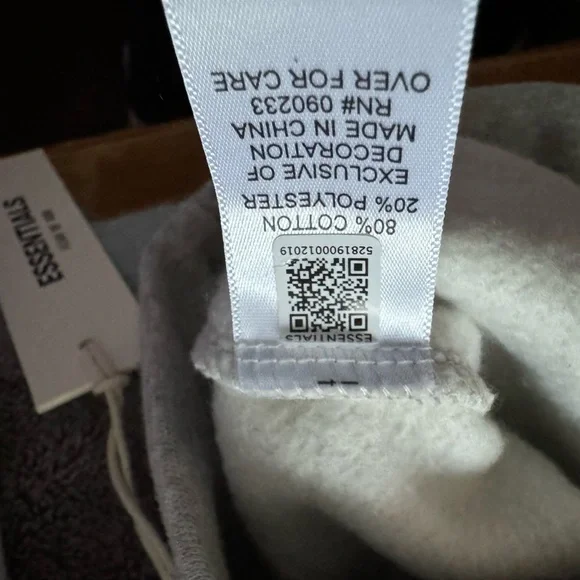 80% COTTON
20% POLYESTER
EXCLUSIVE OF
DECORATION
MADE IN CHINA
RN# 090233
OVER FOR CARE
ESSENTIALS
5281900012019
ESSENTIALS